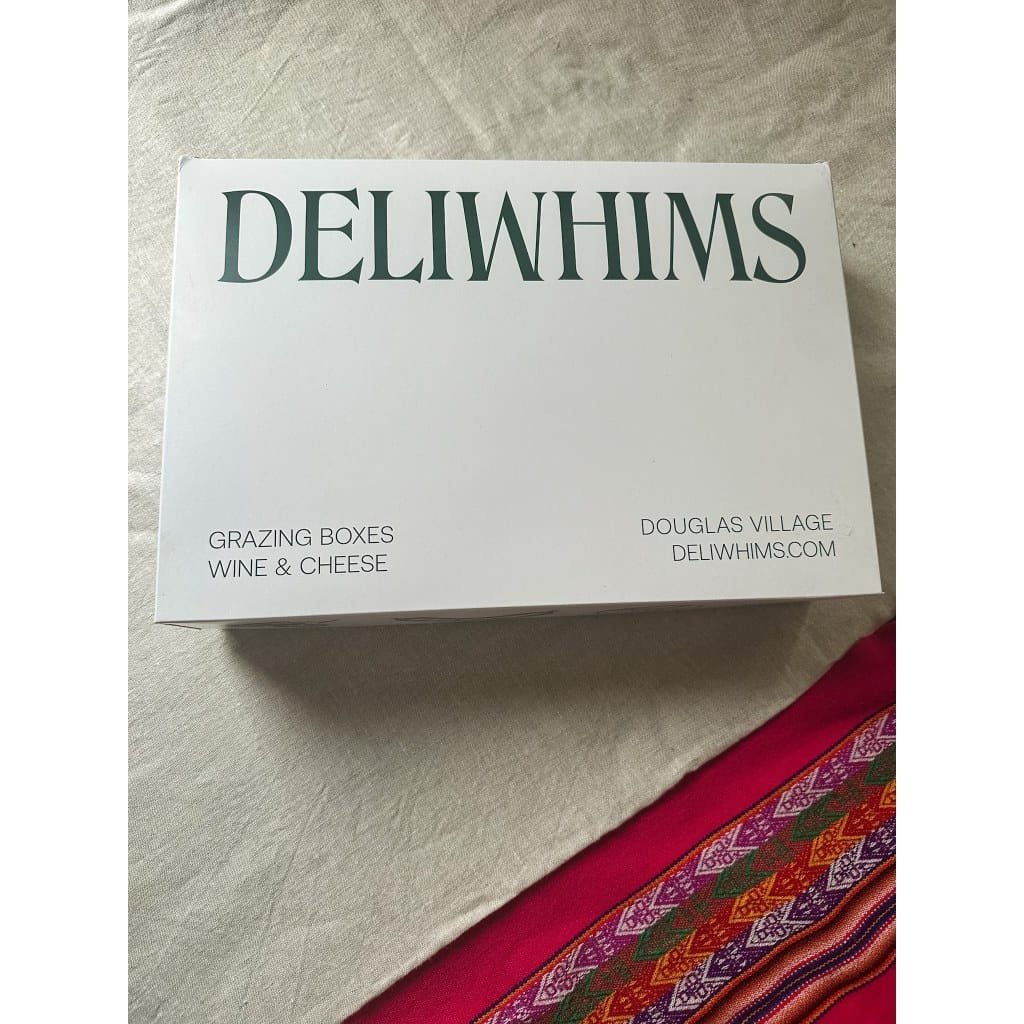 DELIWHIMS
GRAZING BOXES
WINE & CHEESE
DOUGLAS VILLAGE
DELIWHIMS.COM